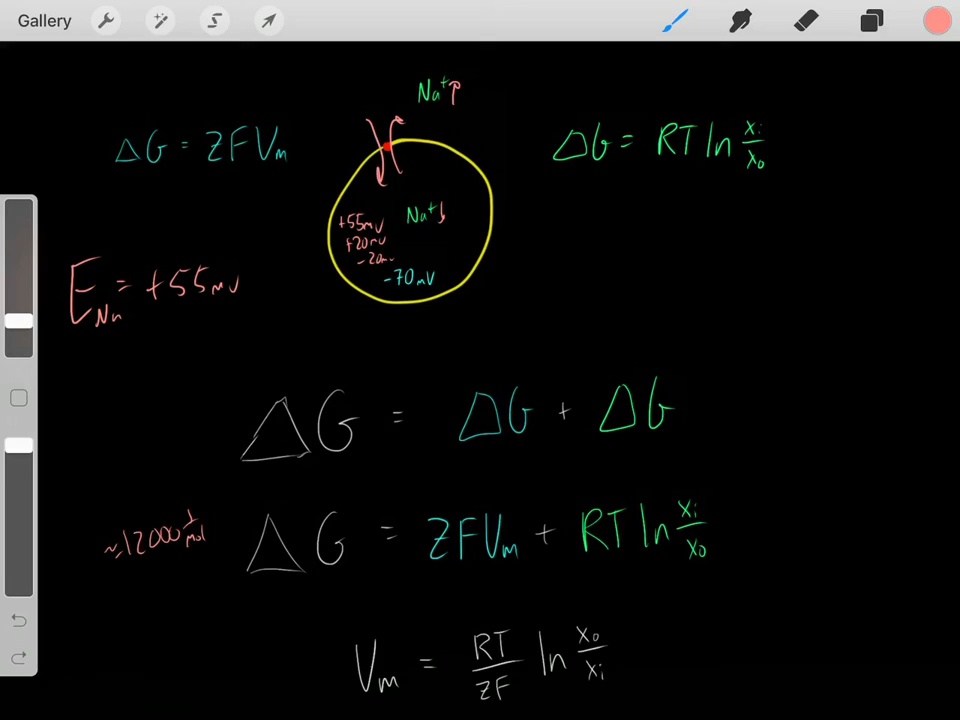 Gallery
Na⁺↑
ΔG = ZFVm
ΔG = RT ln xi/xo
+55mV
Na⁺↓
+20mV
-20mV
-70mV
E_Na = +55mV
ΔG = ΔG + ΔG
≈12000 J/mol
ΔG = ZFVm + RT ln xi/xo
Vm = RT/ZF ln xo/xi